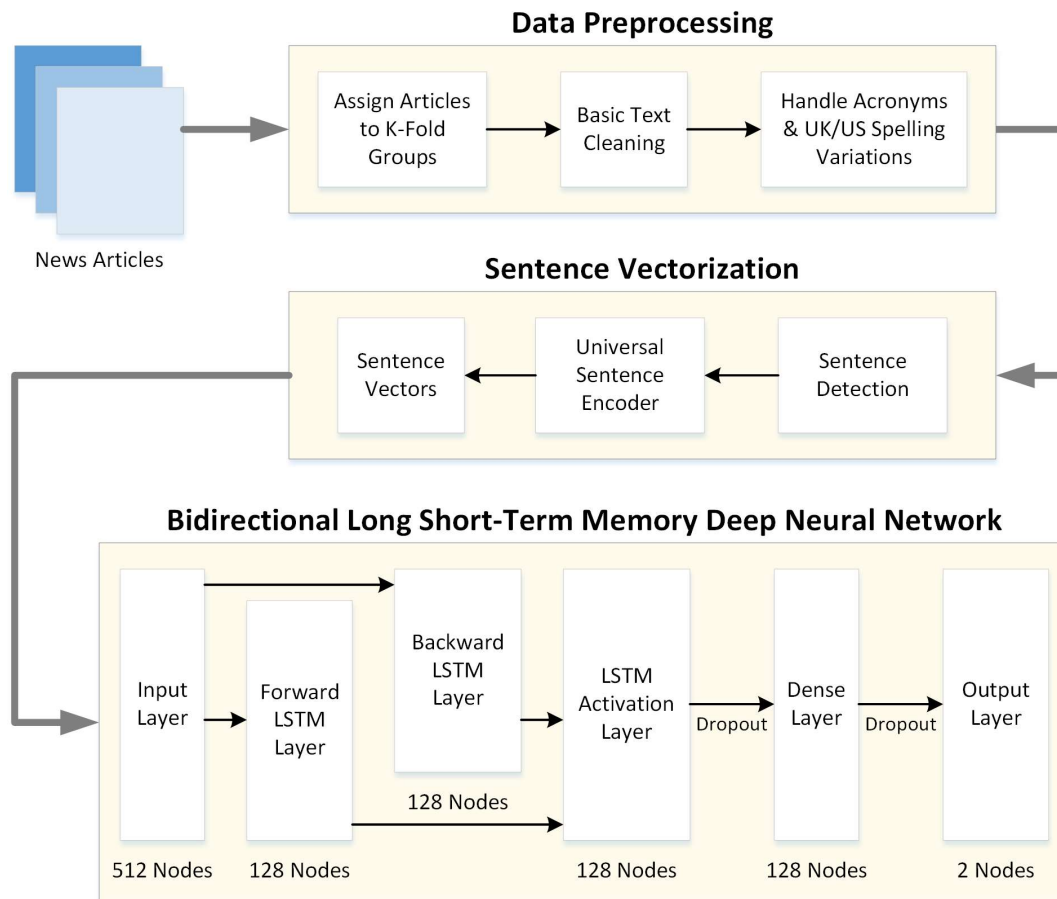 Data Preprocessing
Assign Articles
to K-Fold
Groups
Basic Text
Cleaning
Handle Acronyms
& UK/US Spelling
Variations
News Articles
Sentence Vectorization
Sentence
Vectors
Universal
Sentence
Encoder
Sentence
Detection
Bidirectional Long Short-Term Memory Deep Neural Network
Input
Layer
Forward
LSTM
Layer
Backward
LSTM
Layer
LSTM
Activation
Layer
Dropout
Dense
Layer
Dropout
Output
Layer
128 Nodes
512 Nodes
128 Nodes
128 Nodes
128 Nodes
2 Nodes